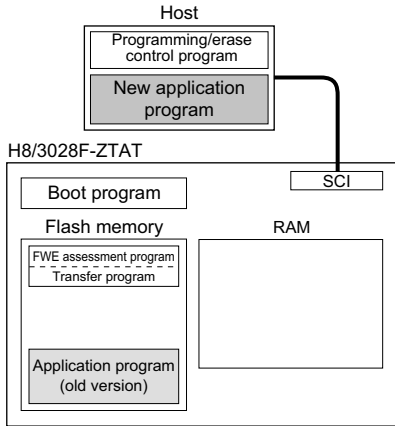 Host
Programming/erase
control program
New application
program
H8/3028F-ZTAT
SCI
Boot program
Flash memory
RAM
FWE assessment program
Transfer program
Application program
(old version)